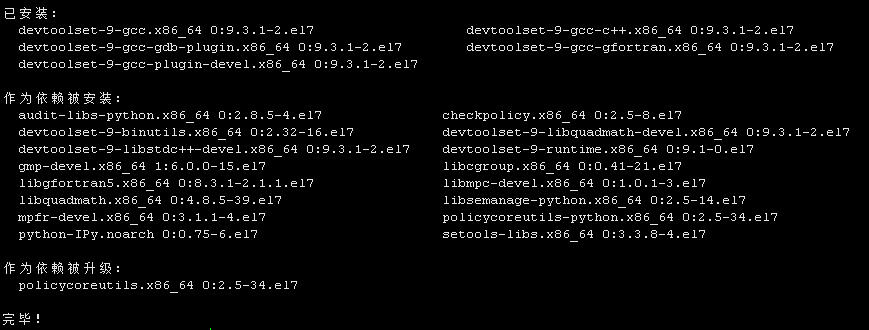 已安装:
devtoolset-9-gcc.x86_64 0:9.3.1-2.el7 devtoolset-9-gcc-c++.x86_64 0:9.3.1-2.el7
devtoolset-9-gcc-gdb-plugin.x86_64 0:9.3.1-2.el7 devtoolset-9-gcc-gfortran.x86_64 0:9.3.1-2.el7
devtoolset-9-gcc-plugin-devel.x86_64 0:9.3.1-2.el7
作为依赖被安装:
audit-libs-python.x86_64 0:2.8.5-4.el7 checkpolicy.x86_64 0:2.5-8.el7
devtoolset-9-binutils.x86_64 0:2.32-16.el7 devtoolset-9-libquadmath-devel.x86_64 0:9.3.1-2.el7
devtoolset-9-libstdc++-devel.x86_64 0:9.3.1-2.el7 devtoolset-9-runtime.x86_64 0:9.1-0.el7
gmp-devel.x86_64 1:6.0.0-15.el7 libcgroup.x86_64 0:0.41-21.el7
libgfortran5.x86_64 0:8.3.1-2.1.1.el7 libmpc-devel.x86_64 0:1.0.1-3.el7
libquadmath.x86_64 0:4.8.5-39.el7 libsemanage-python.x86_64 0:2.5-14.el7
mpfr-devel.x86_64 0:3.1.1-4.el7 policycoreutils-python.x86_64 0:2.5-34.el7
python-IPy.noarch 0:0.75-6.el7 setools-libs.x86_64 0:3.3.8-4.el7
作为依赖被升级:
policycoreutils.x86_64 0:2.5-34.el7
完毕!